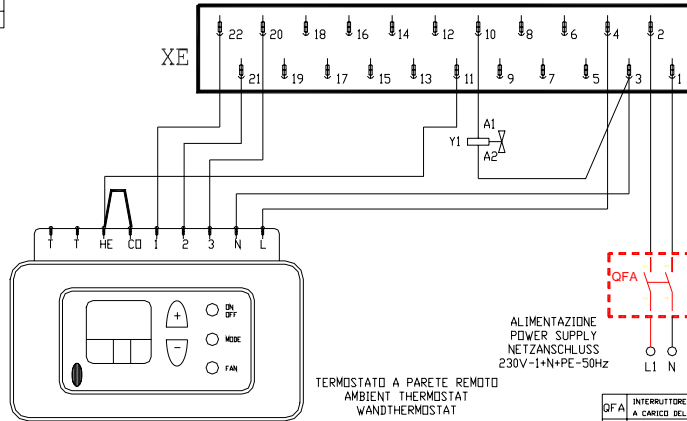 22 20 18 16 14 12 10 8 6 4 2
XE
21 19 17 15 13 11 9 7 5 3 1
A1
Y1
A2
T T HE CO 1 2 3 N L
QFA
ON
OFF
MODE
FAN
ALIMENTAZIONE
POWER SUPPLY
NETZANSCHLUSS
230V-1+N+PE-50Hz
L1 N
TERMOSTATO A PARETE REMOTO
AMBIENT THERMOSTAT
WANDTHERMOSTAT
QFA INTERRUTTORE
A CARICO DEL